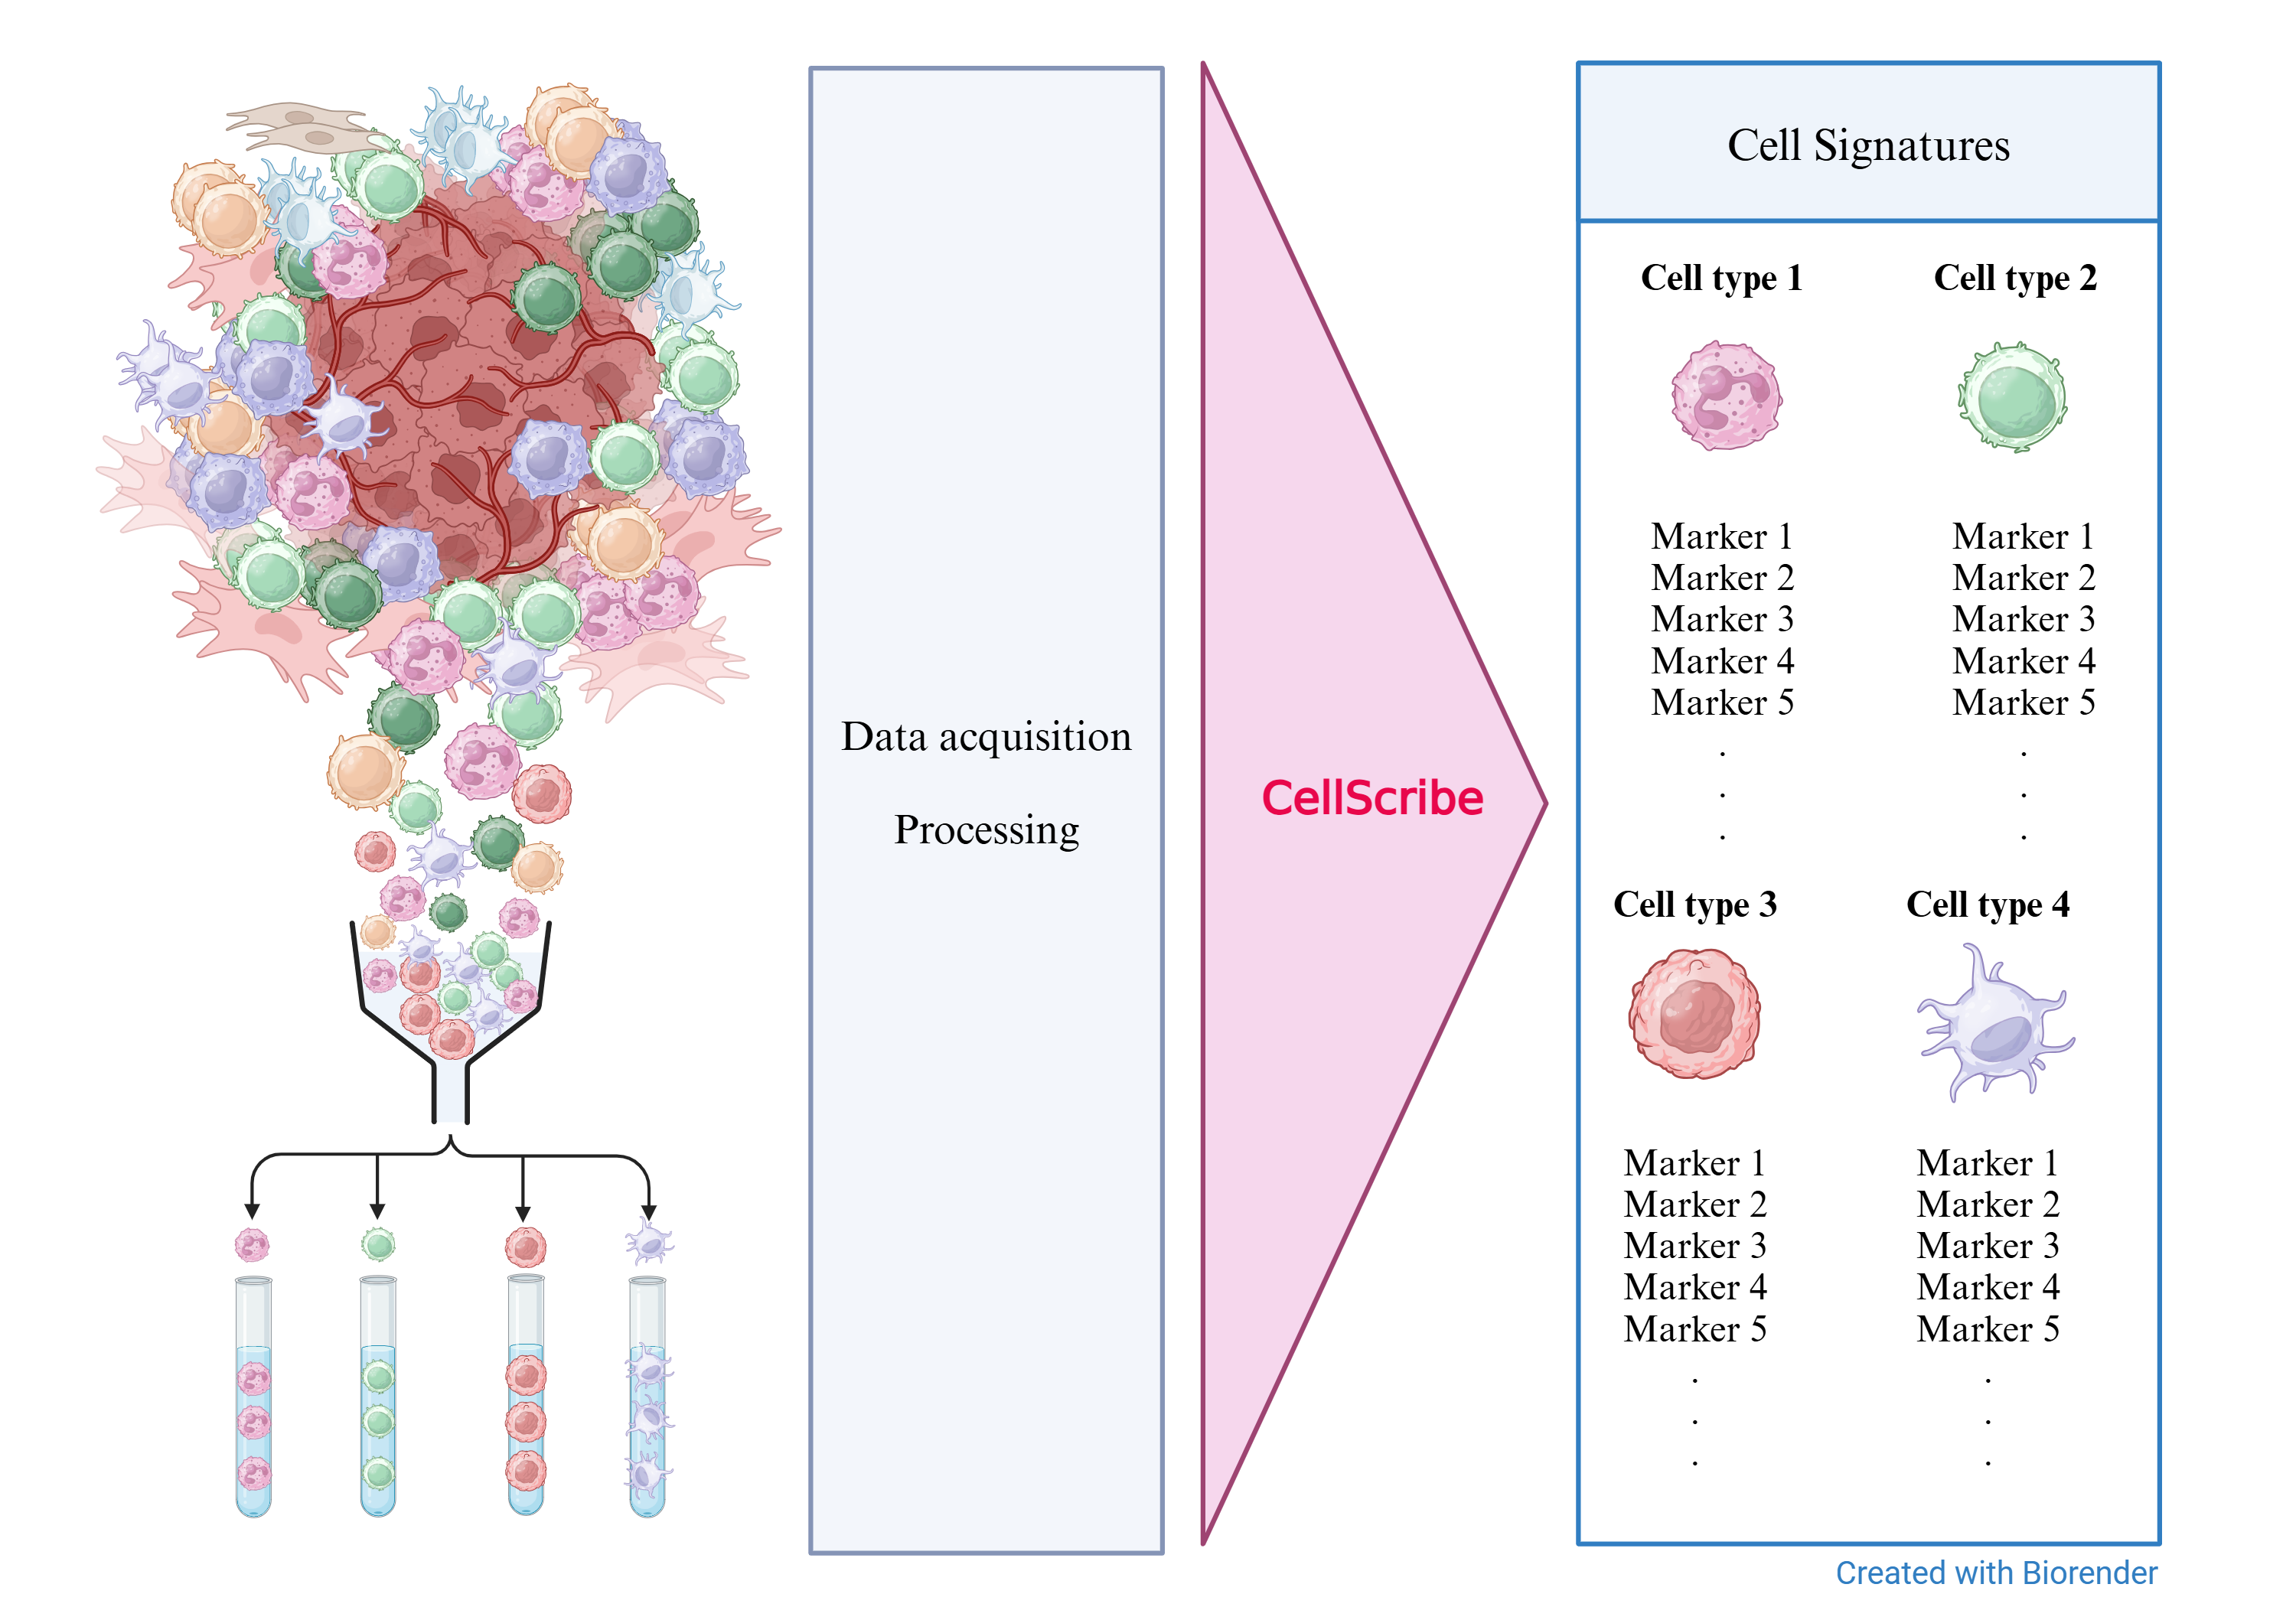 Data acquisition
Processing
CellScribe
Cell Signatures
Cell type 1
Marker 1
Marker 2
Marker 3
Marker 4
Marker 5
.
.
.
Cell type 2
Marker 1
Marker 2
Marker 3
Marker 4
Marker 5
.
.
.
Cell type 3
Marker 1
Marker 2
Marker 3
Marker 4
Marker 5
.
.
.
Cell type 4
Marker 1
Marker 2
Marker 3
Marker 4
Marker 5
.
.
.
Created with Biorender